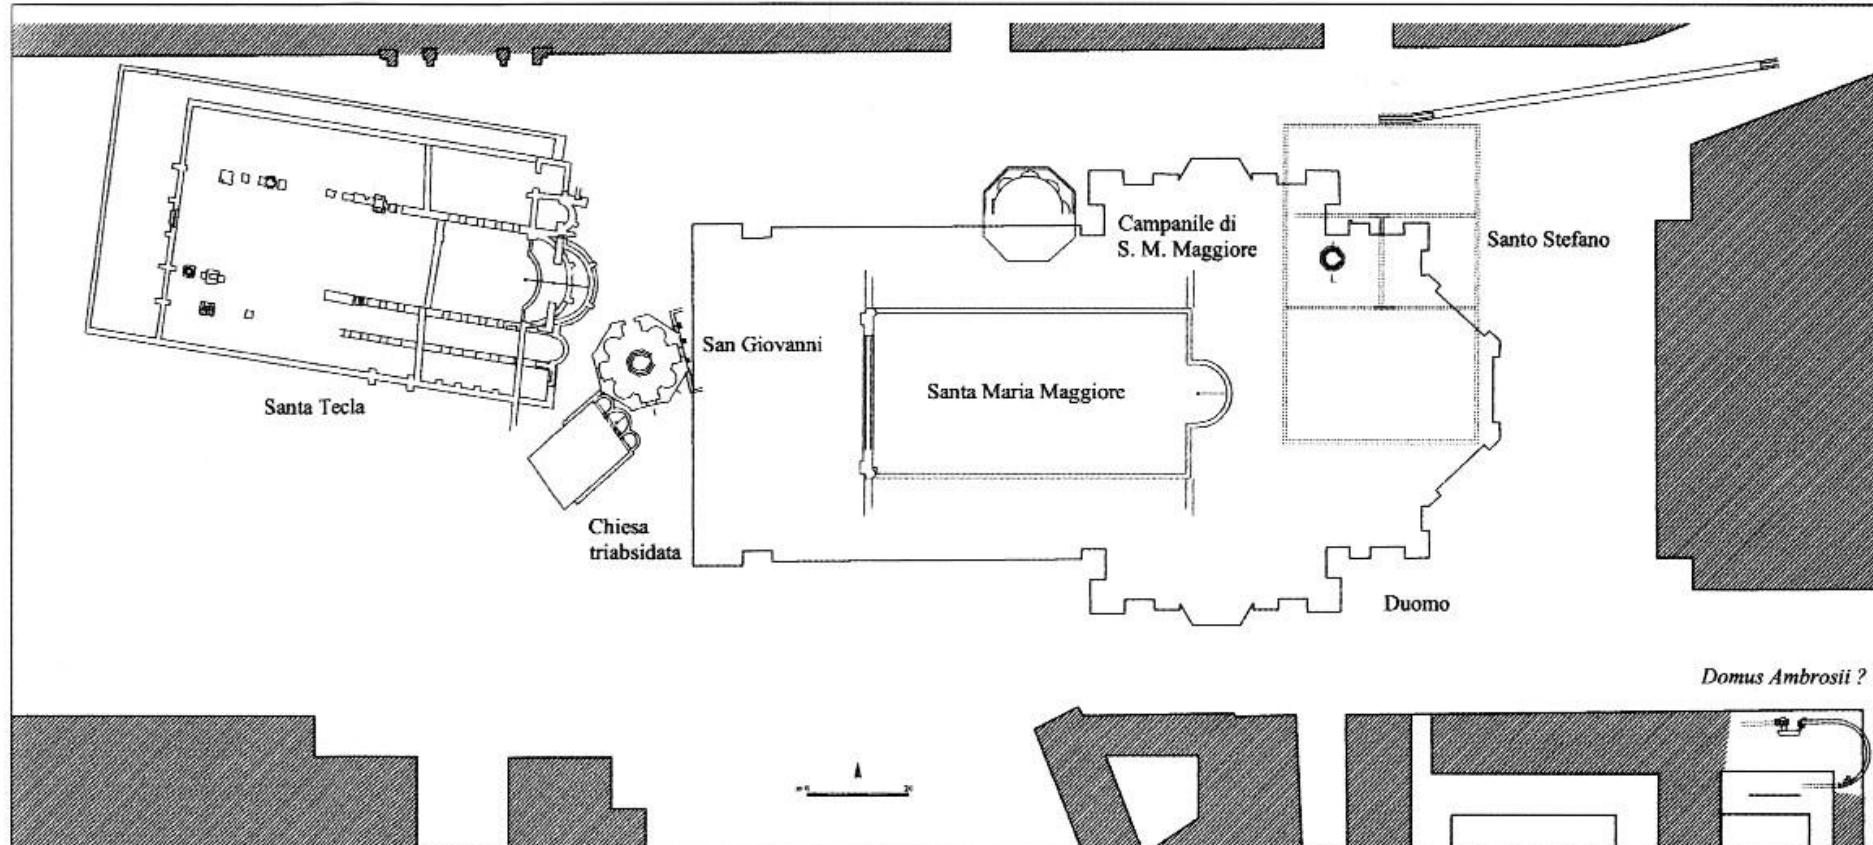 Campanile di
S. M. Maggiore
Santo Stefano
San Giovanni
Santa Maria Maggiore
Santa Tecla
Chiesa
triabsidata
Duomo
Domus Ambrosii ?